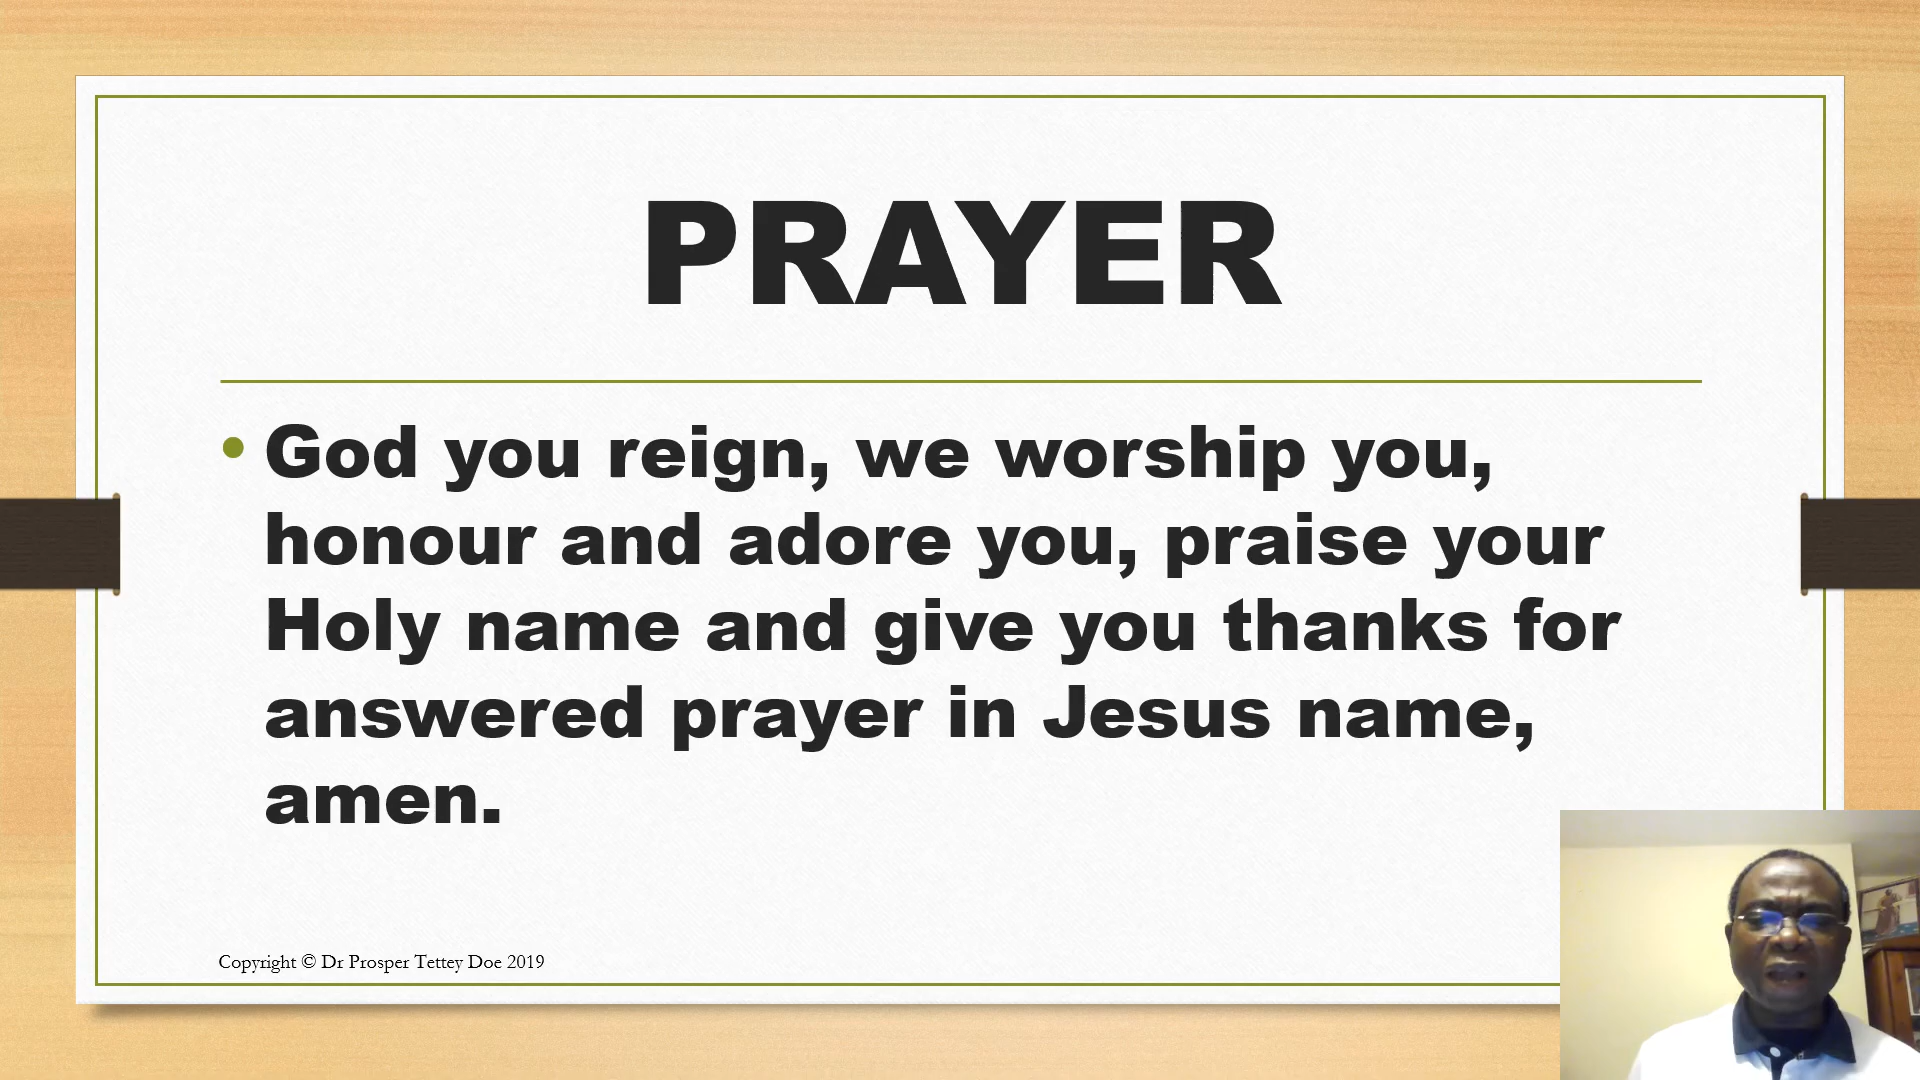 PRAYER
• God you reign, we worship you,
honour and adore you, praise your
Holy name and give you thanks for
answered prayer in Jesus name,
amen.
Copyright © Dr Prosper Tettey Doe 2019